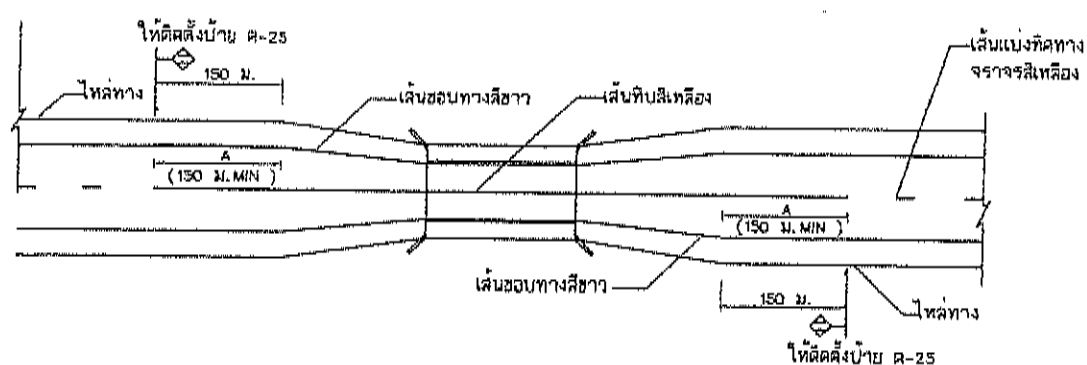 ให้ติดตั้งป้าย ต-25
150 ม.
ไหล่ทาง
เส้นขอบทางสีขาว
เส้นทึบสีเหลือง
เส้นแบ่งทิศทาง
จราจรสีเหลือง
A
(150 ม.MIN)
A
(150 ม.MIN)
เส้นขอบทางสีขาว
150 ม.
ไหล่ทาง
ให้ติดตั้งป้าย ต-25